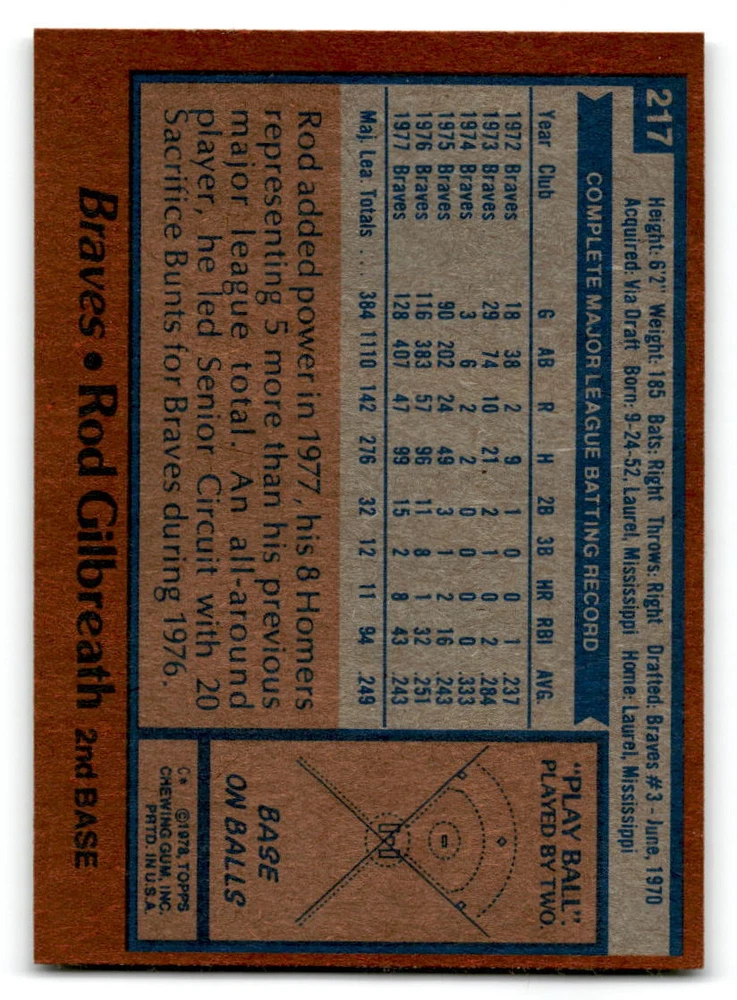 217
Height: 6'2" Weight: 185 Bats: Right Throws: Right Drafted: Braves #3 - June, 1970
Acquired: Via Draft Born: 9-24-52, Laurel, Mississippi Home: Laurel, Mississippi
COMPLETE MAJOR LEAGUE BATTING RECORD
Year Club G AB R H 2B 3B HR RBI AVG.
1972 Braves 18 38 2 9 1 0 0 1 .237
1973 Braves 29 74 10 21 2 1 0 2 .284
1974 Braves 3 6 2 2 0 0 0 0 .333
1975 Braves 90 202 24 49 3 1 2 16 .243
1976 Braves 116 383 57 96 11 8 1 32 .251
1977 Braves 128 407 47 99 15 2 8 43 .243
Maj. Lea. Totals ... 384 1110 142 276 32 12 11 94 .249
Rod added power in 1977, his 8 Homers
representing 5 more than his previous
major league total. An all-around
player, he led Senior Circuit with 20
Sacrifice Bunts for Braves during 1976.
"PLAY BALL"
PLAYED BY TWO.
BASE
ON BALLS
C* ©1978, TOPPS
CHEWING GUM, INC.
PRTD. IN U.S.A.
Braves • Rod Gilbreath 2nd BASE